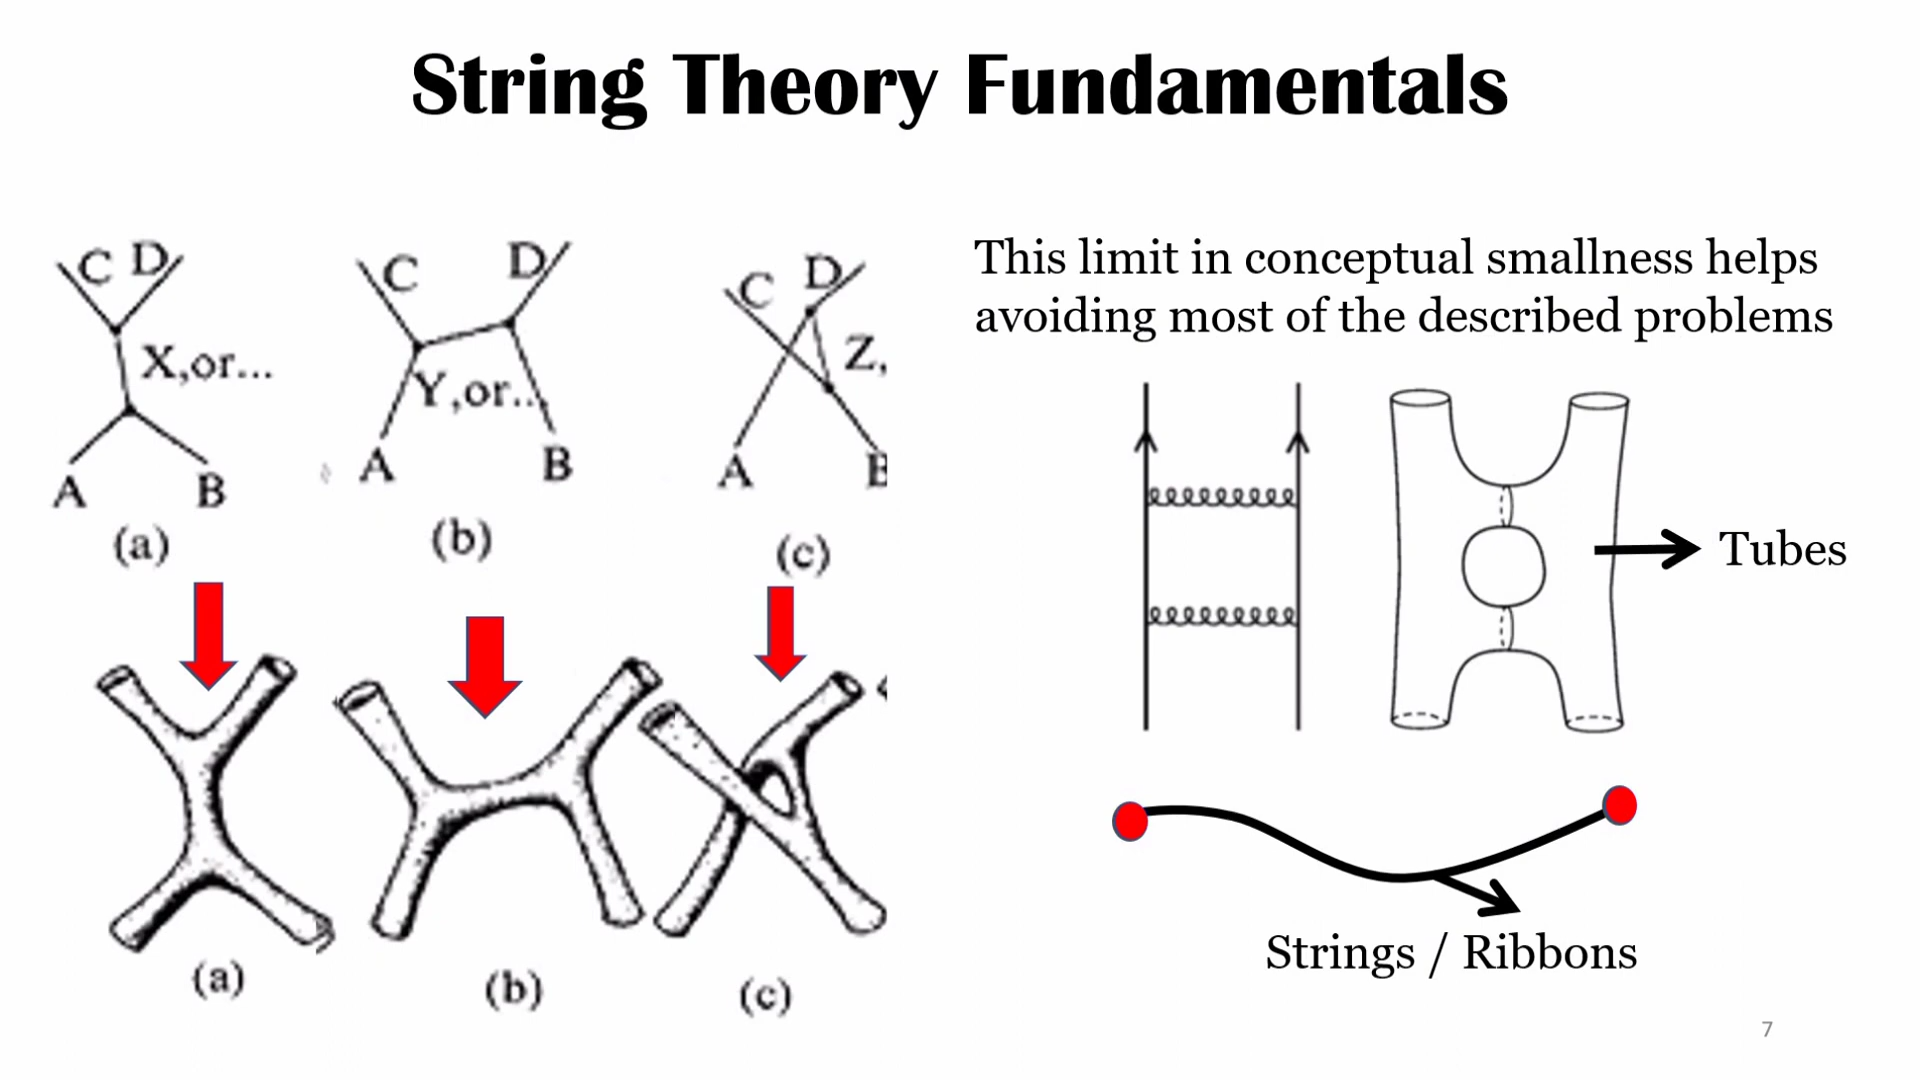 String Theory Fundamentals
C D
X,or...
A B
(a)
C D
Y,or...
A B
(b)
C D
Z,
A
(c)
(a)
(b)
(c)
This limit in conceptual smallness helps
avoiding most of the described problems
Tubes
Strings / Ribbons
7